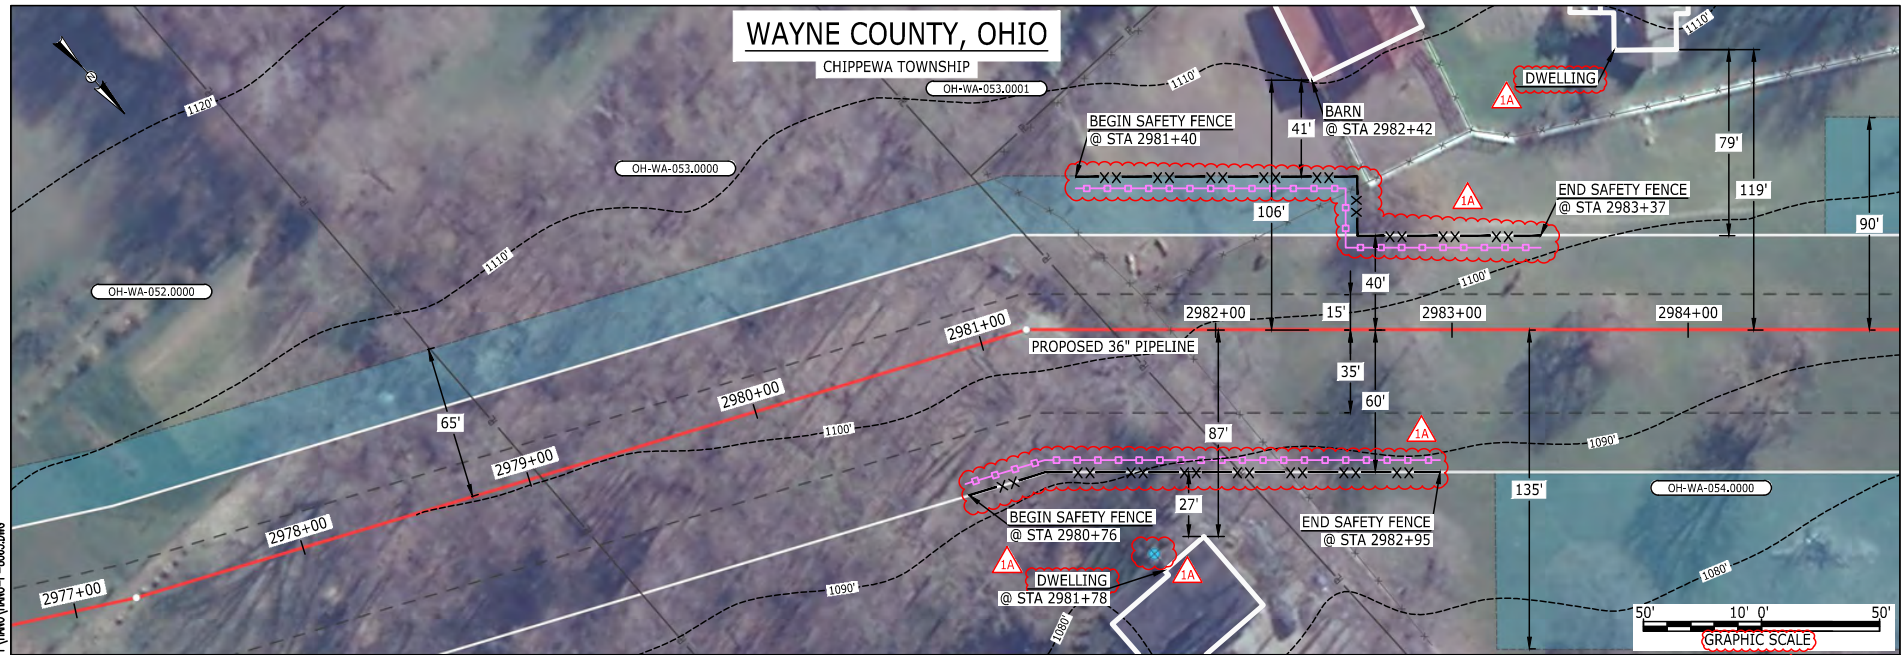 WAYNE COUNTY, OHIO
CHIPPEWA TOWNSHIP
N
1120'
1110'
1110'
1110'
OH-WA-053.0001
OH-WA-053.0000
OH-WA-052.0000
BEGIN SAFETY FENCE
@ STA 2981+40
41'
BARN
@ STA 2982+42
DWELLING
1A
79'
119'
90'
END SAFETY FENCE
@ STA 2983+37
1A
106'
40'
1100'
15'
2982+00
2983+00
2984+00
2981+00
PROPOSED 36" PIPELINE
35'
60'
2980+00
65'
1100'
87'
1A
1090'
2979+00
135'
OH-WA-054.0000
27'
BEGIN SAFETY FENCE
@ STA 2980+76
END SAFETY FENCE
@ STA 2982+95
2978+00
1A
1A
DWELLING
@ STA 2981+78
1090'
1080'
1080'
2977+00
50' 10' 0' 50'
GRAPHIC SCALE